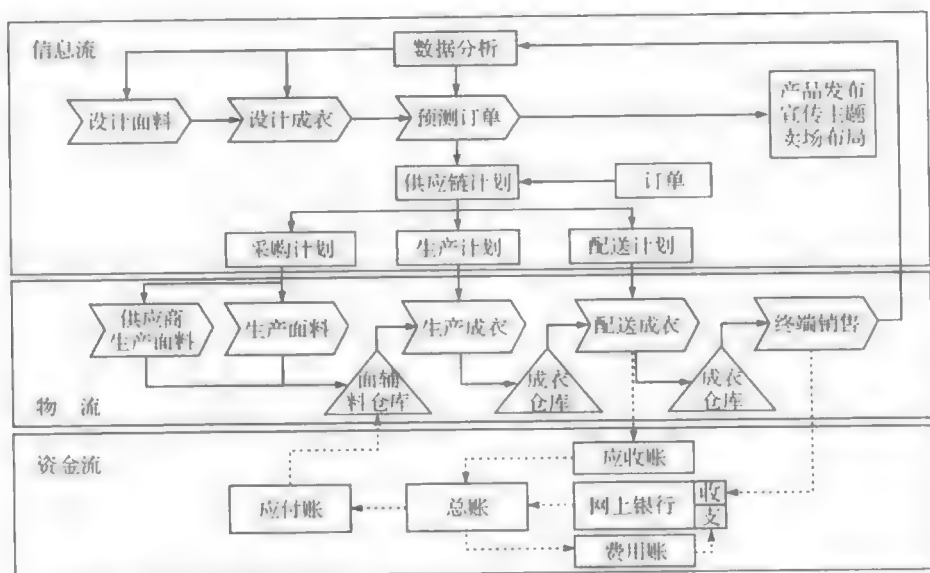 信息流
数据分析
设计面料
设计成衣
预测订单
产品发布
宣传主题
卖场布局
供应链计划
订单
采购计划
生产计划
配送计划
供应商
生产面料
生产面料
生产成衣
配送成衣
终端销售
面辅
料仓库
成衣
仓库
成衣
仓库
物 流
资金流
应收账
应付账
总账
网上银行
收
支
费用账